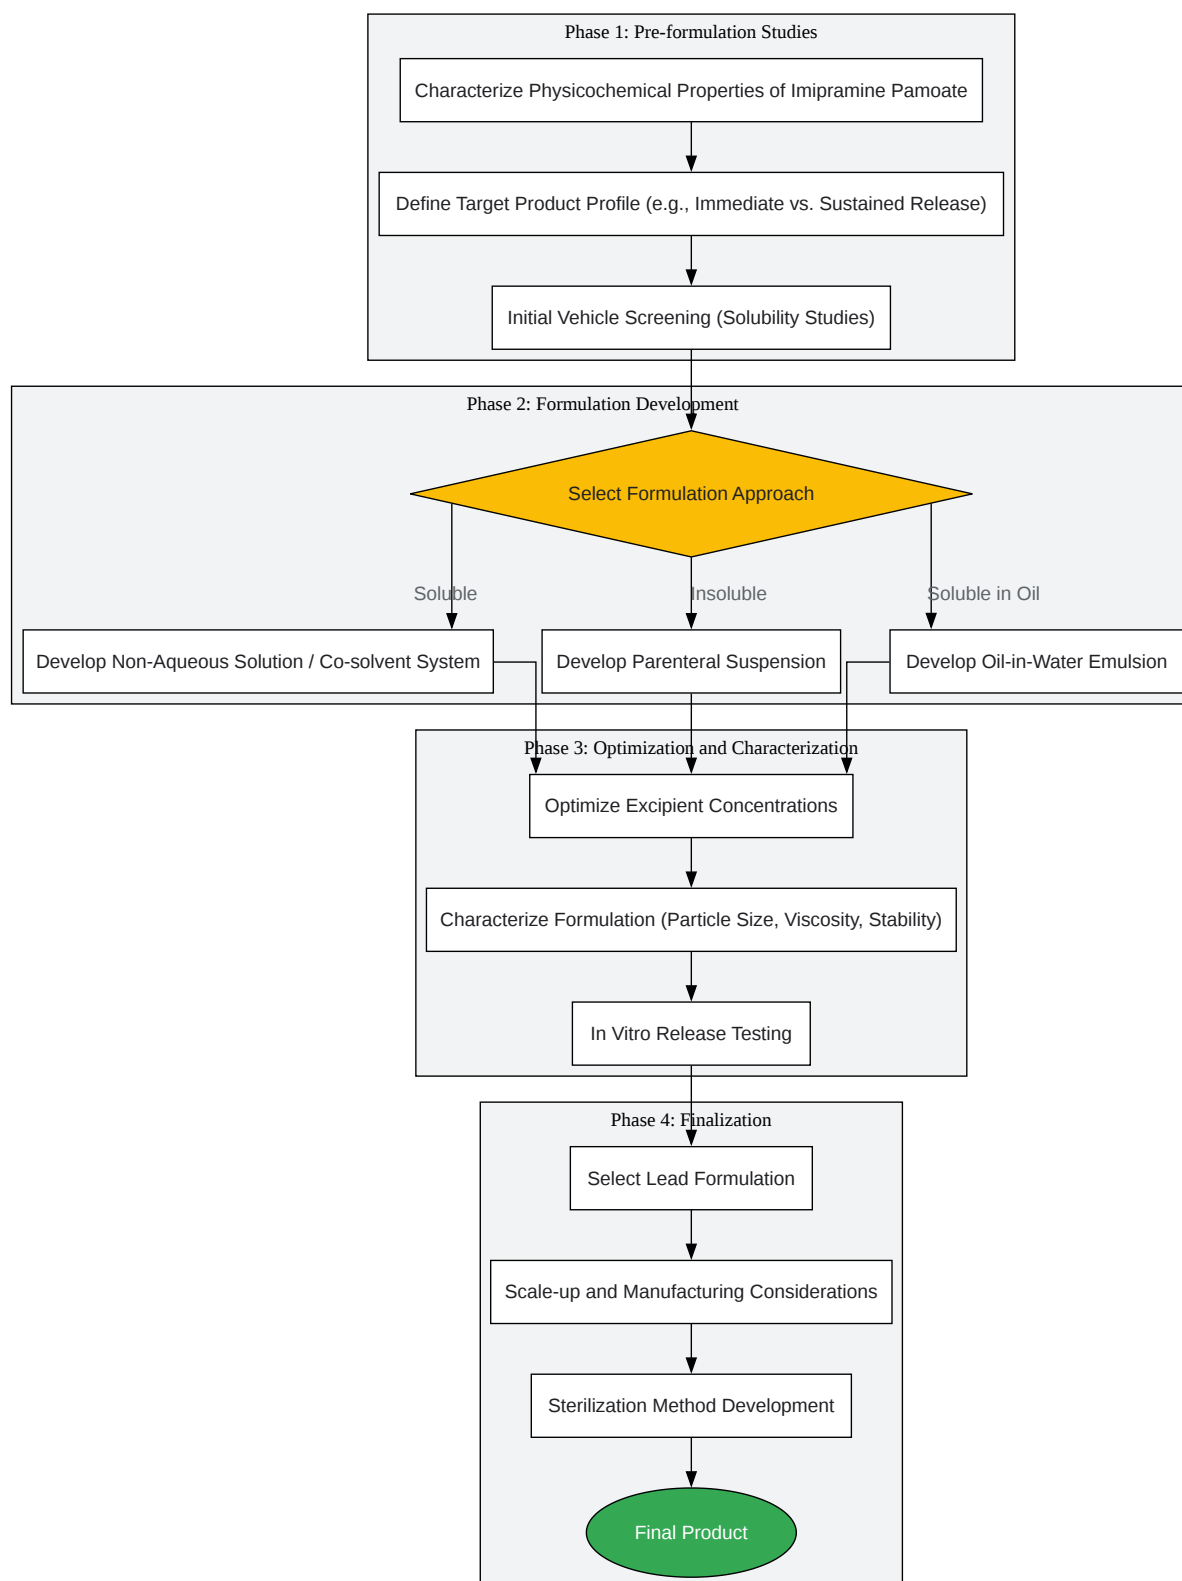 Phase 1: Pre-formulation Studies
Characterize Physicochemical Properties of Imipramine Pamoate
Define Target Product Profile (e.g., Immediate vs. Sustained Release)
Initial Vehicle Screening (Solubility Studies)
Phase 2: Formulation Development
Select Formulation Approach
Soluble
Insoluble
Soluble in Oil
Develop Non-Aqueous Solution / Co-solvent System
Develop Parenteral Suspension
Develop Oil-in-Water Emulsion
Phase 3: Optimization and Characterization
Optimize Excipient Concentrations
Characterize Formulation (Particle Size, Viscosity, Stability)
In Vitro Release Testing
Phase 4: Finalization
Select Lead Formulation
Scale-up and Manufacturing Considerations
Sterilization Method Development
Final Product